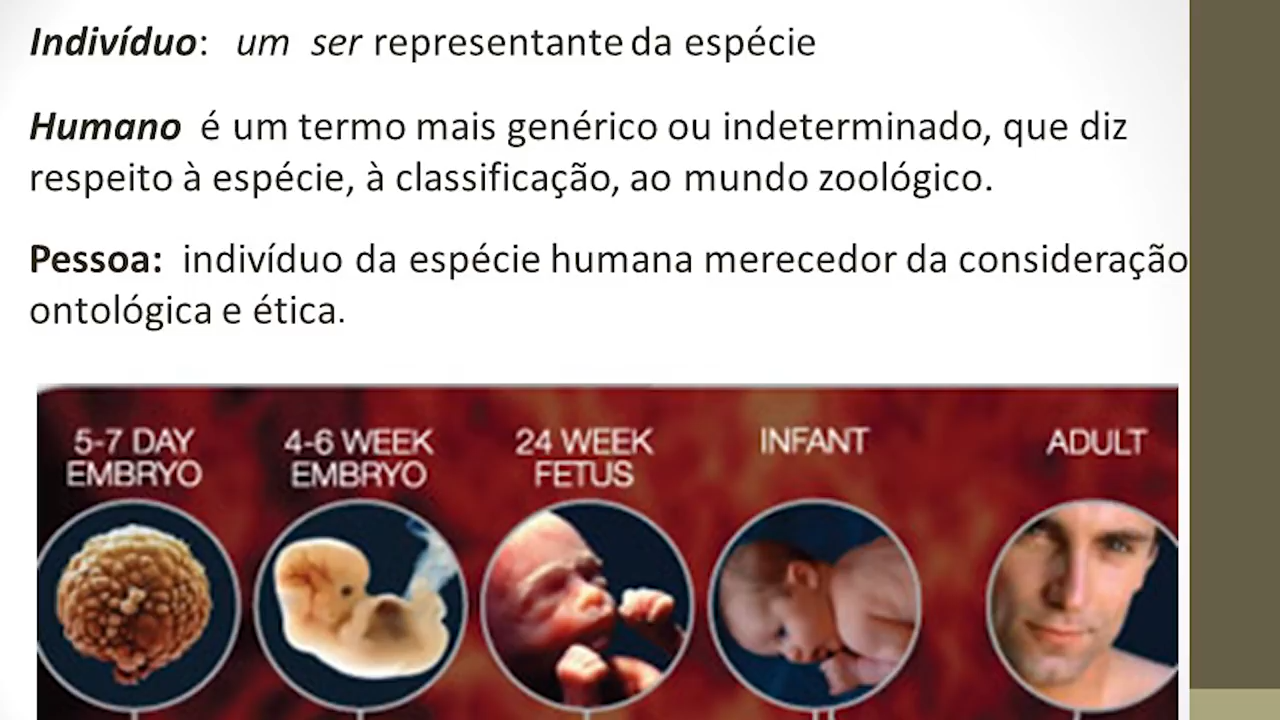 Indivíduo: um ser representante da espécie
Humano é um termo mais genérico ou indeterminado, que diz
respeito à espécie, à classificação, ao mundo zoológico.
Pessoa: indivíduo da espécie humana merecedor da consideração
ontológica e ética.
5-7 DAY
EMBRYO
4-6 WEEK
EMBRYO
24 WEEK
FETUS
INFANT
ADULT